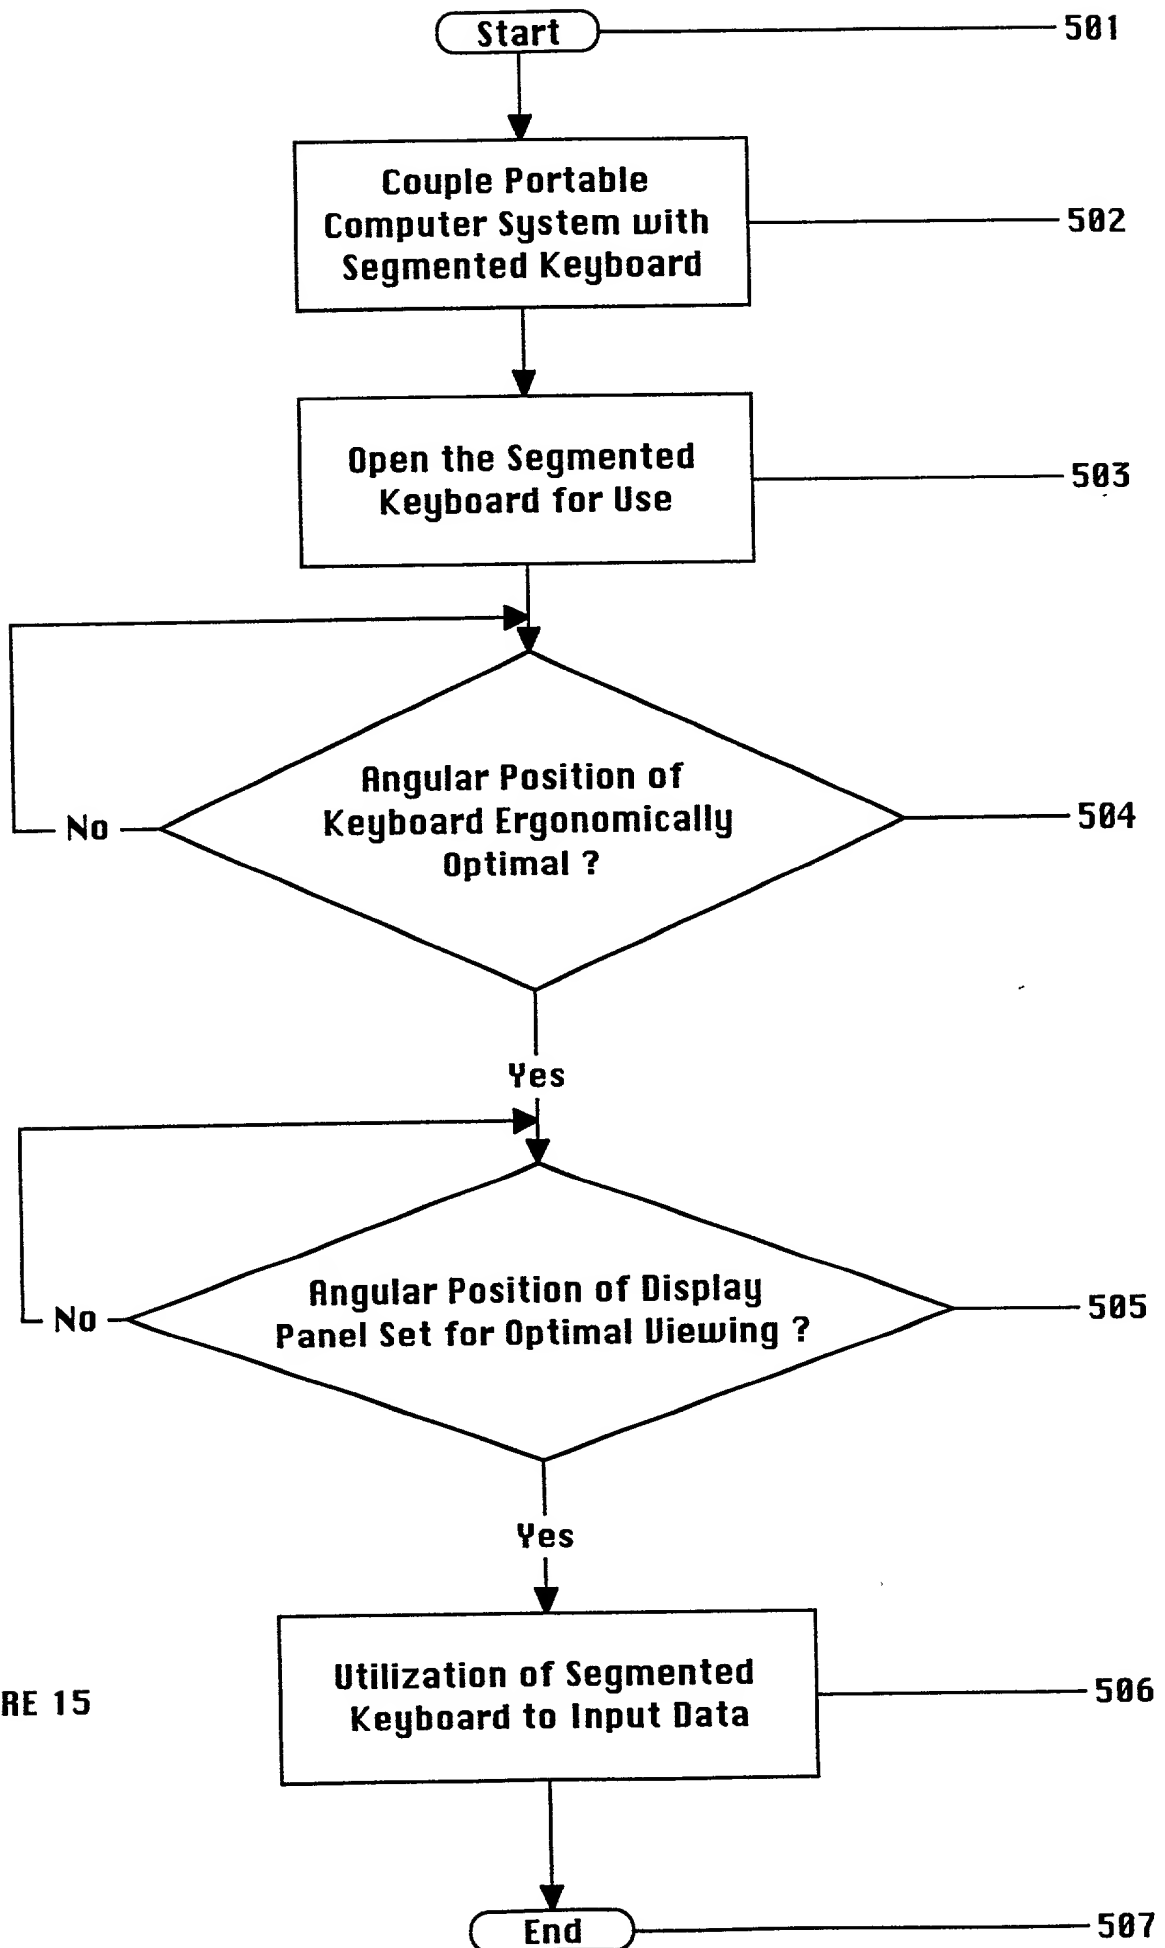 Start
501
Couple Portable
Computer System with
Segmented Keyboard
502
Open the Segmented
Keyboard for Use
503
Angular Position of
Keyboard Ergonomically
Optimal ?
504
No
Yes
Angular Position of Display
Panel Set for Optimal Viewing ?
505
No
Yes
Utilization of Segmented
Keyboard to Input Data
506
RE 15
End
507